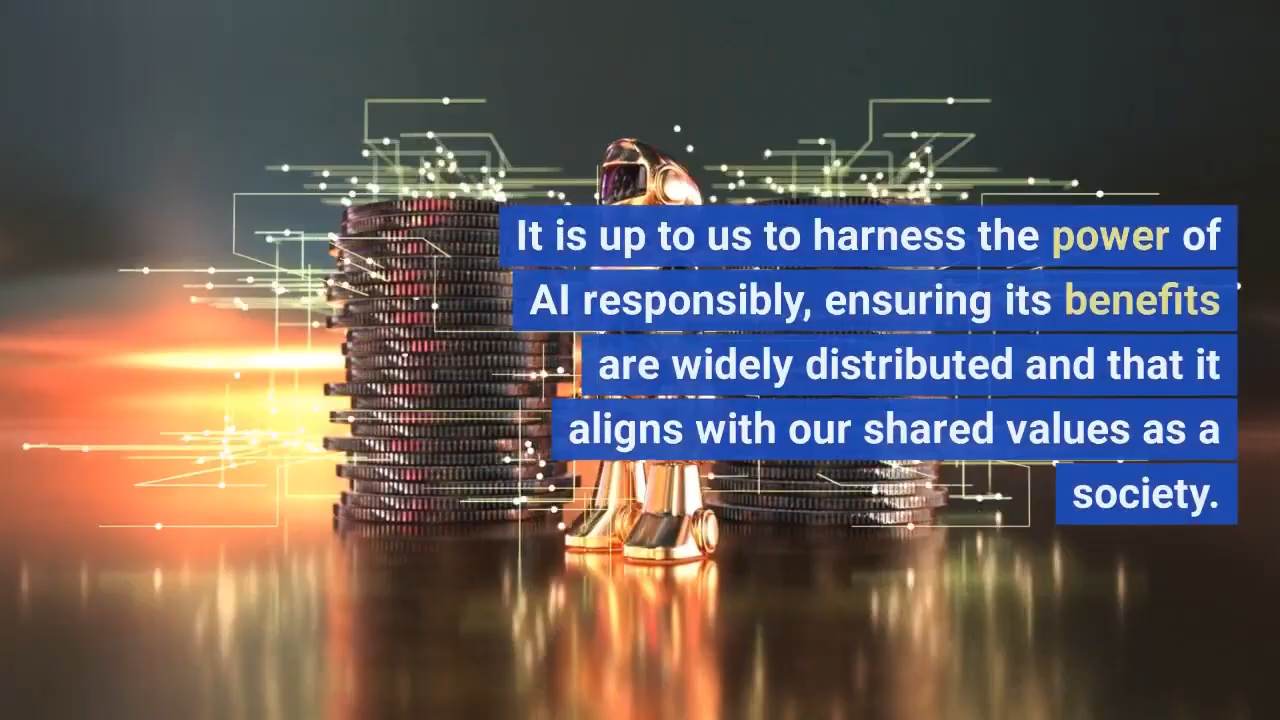 It is up to us to harness the power of
AI responsibly, ensuring its benefits
are widely distributed and that it
aligns with our shared values as a
society.